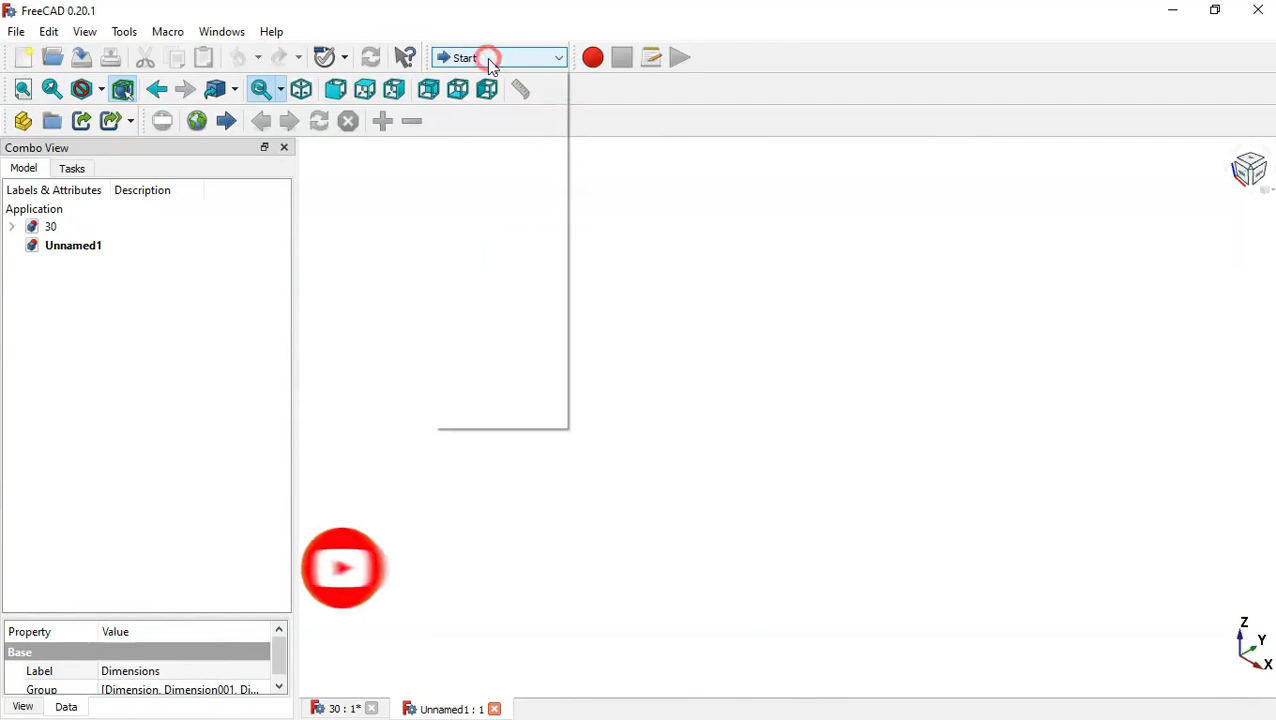 FreeCAD 0.20.1
File Edit View Tools Macro Windows Help
Start
Combo View
Model Tasks
Labels & Attributes Description
Application
30
Unnamed1
Property Value
Base
Label Dimensions
Group [Dimension, Dimension001, Di...
View Data
30 : 1*
Unnamed1 : 1
Z
Y
X